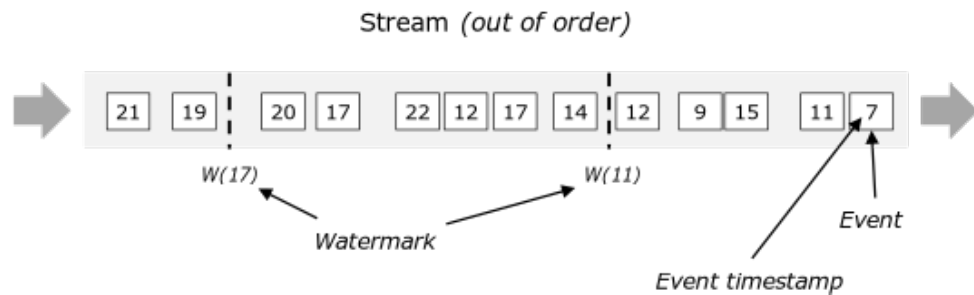 Stream (out of order)
21 19 20 17 22 12 17 14 12 9 15 11 7
W(17) W(11)
Watermark
Event
Event timestamp